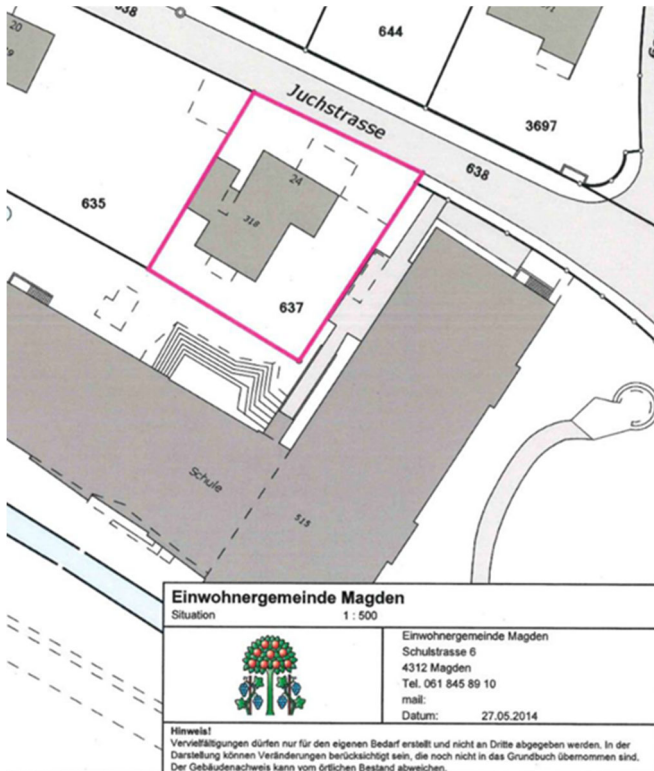 638
20
644
Juchstrasse
3697
638
24
635
318
637
Schule
515
Einwohnergemeinde Magden
Situation 1 : 500
Einwohnergemeinde Magden
Schulstrasse 6
4312 Magden
Tel. 061 845 89 10
mail:
Datum: 27.05.2014
Hinweis!
Vervielfältigungen dürfen nur für den eigenen Bedarf erstellt und nicht an Dritte abgegeben werden. In der
Darstellung können Veränderungen berücksichtigt sein, die noch nicht in das Grundbuch übernommen sind.
Der Gebäudenachweis kann vom örtlichen Bestand abweichen.